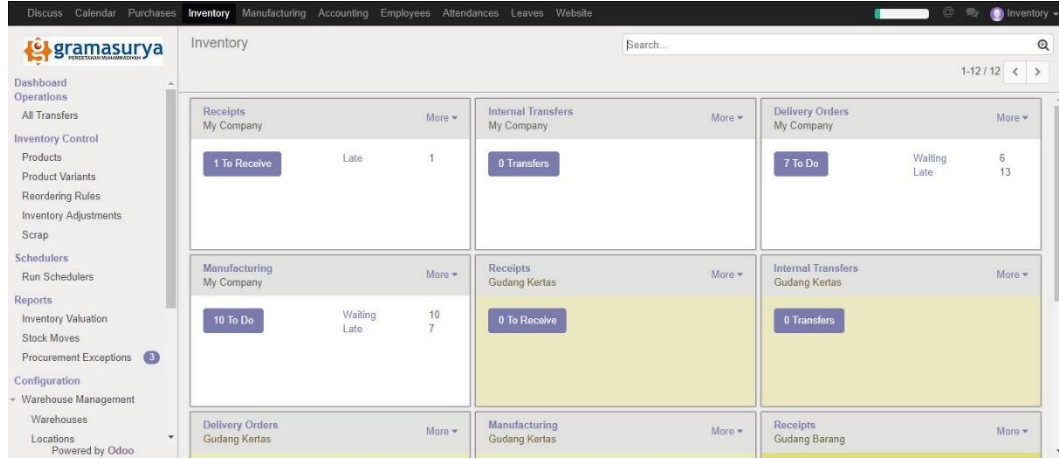 Discuss Calendar Purchases Inventory Manufacturing Accounting Employees Attendances Leaves Website
@ Inventory
gramasurya
PERCETAKAN MUHAMMADIYAH
Inventory
Search...
1-12 / 12
Dashboard
Operations
All Transfers
Inventory Control
Products
Product Variants
Reordering Rules
Inventory Adjustments
Scrap
Schedulers
Run Schedulers
Reports
Inventory Valuation
Stock Moves
Procurement Exceptions 3
Configuration
Warehouse Management
Warehouses
Locations
Powered by Odoo
Receipts
My Company
More
1 To Receive
Late 1
Internal Transfers
My Company
More
0 Transfers
Delivery Orders
My Company
More
7 To Do
Waiting 6
Late 13
Manufacturing
My Company
More
10 To Do
Waiting 10
Late 7
Receipts
Gudang Kertas
More
0 To Receive
Internal Transfers
Gudang Kertas
More
0 Transfers
Delivery Orders
Gudang Kertas
More
Manufacturing
Gudang Kertas
More
Receipts
Gudang Barang
More